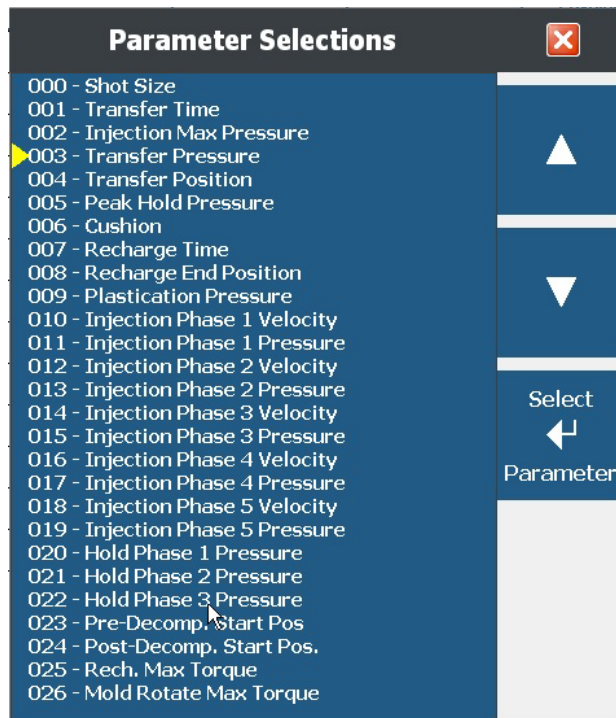 Parameter Selections
000 - Shot Size
001 - Transfer Time
002 - Injection Max Pressure
003 - Transfer Pressure
004 - Transfer Position
005 - Peak Hold Pressure
006 - Cushion
007 - Recharge Time
008 - Recharge End Position
009 - Plastication Pressure
010 - Injection Phase 1 Velocity
011 - Injection Phase 1 Pressure
012 - Injection Phase 2 Velocity
013 - Injection Phase 2 Pressure
014 - Injection Phase 3 Velocity
015 - Injection Phase 3 Pressure
016 - Injection Phase 4 Velocity
017 - Injection Phase 4 Pressure
018 - Injection Phase 5 Velocity
019 - Injection Phase 5 Pressure
020 - Hold Phase 1 Pressure
021 - Hold Phase 2 Pressure
022 - Hold Phase 3 Pressure
023 - Pre-Decomp. Start Pos
024 - Post-Decomp. Start Pos.
025 - Rech. Max Torque
026 - Mold Rotate Max Torque
Select
Parameter